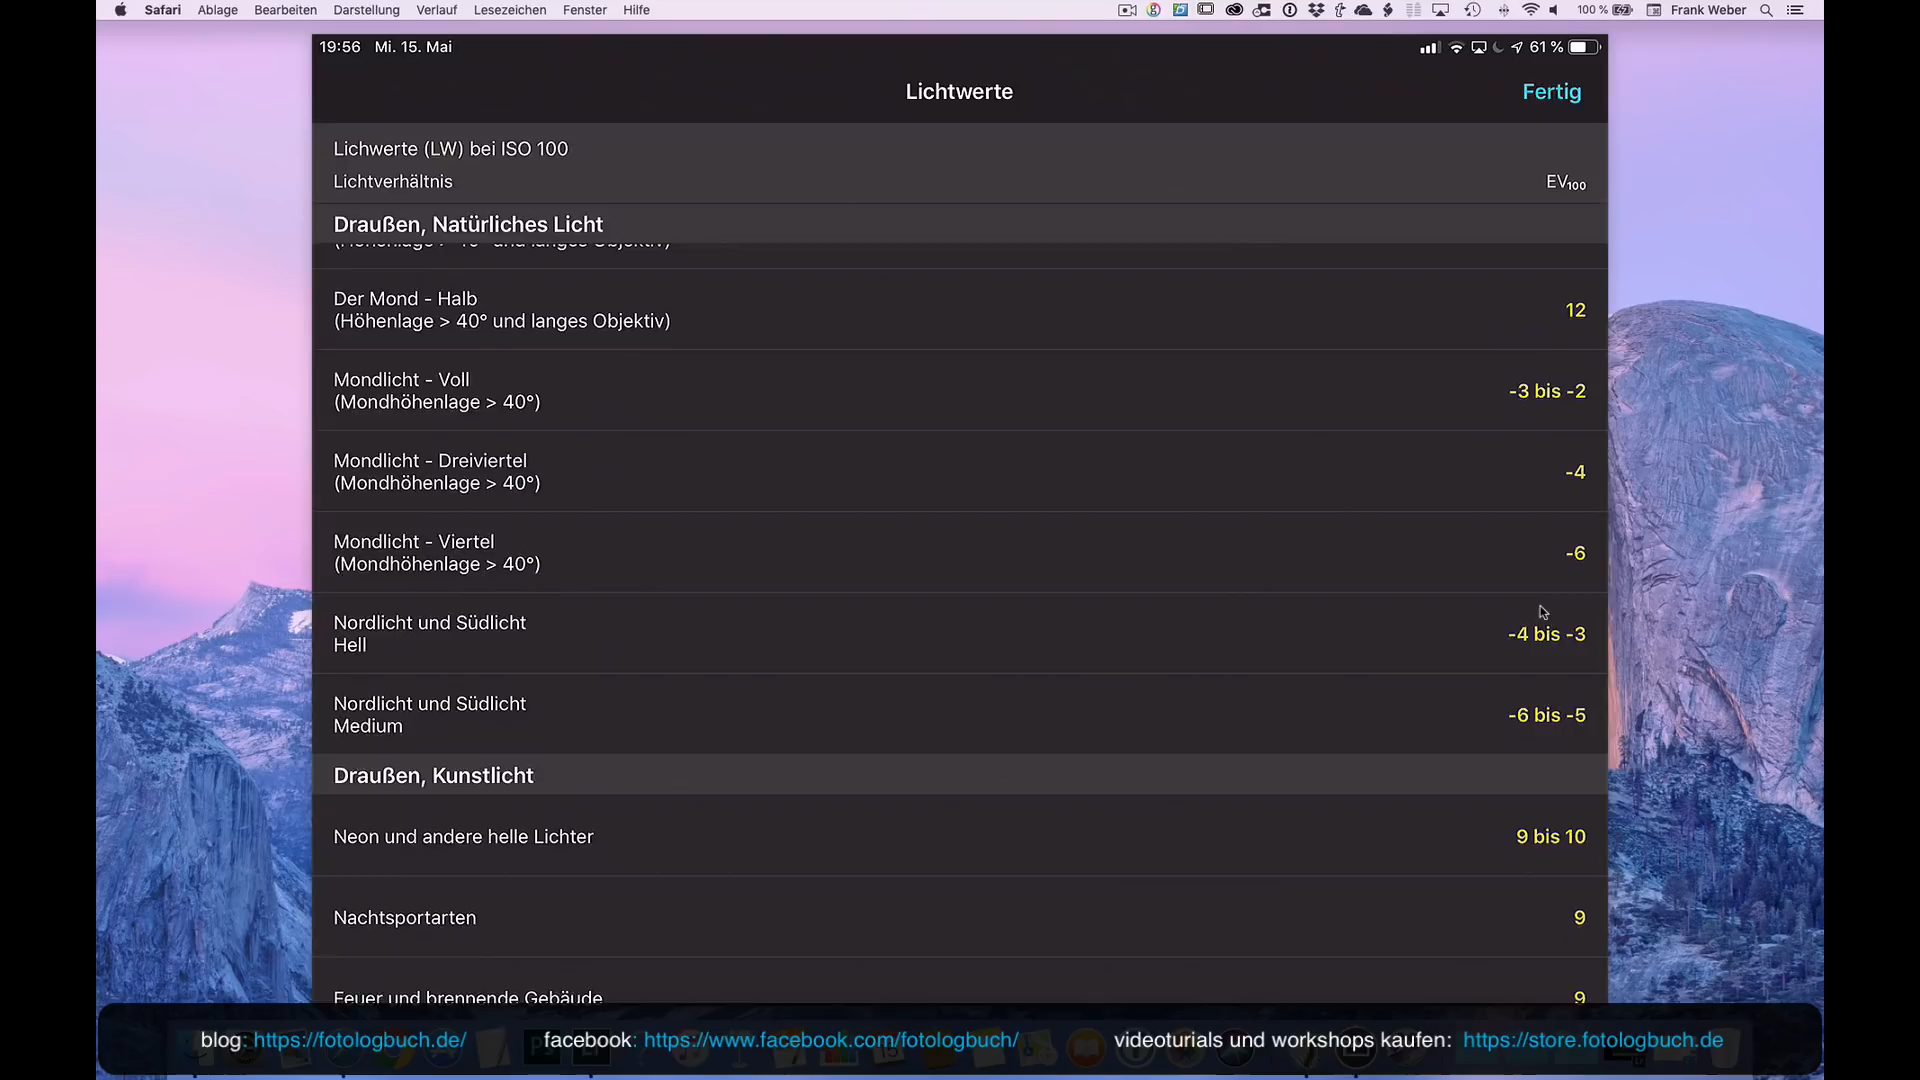 Safari Ablage Bearbeiten Darstellung Verlauf Lesezeichen Fenster Hilfe 100 % Frank Weber
19:56 Mi. 15. Mai 61 %
Lichtwerte Fertig
Lichwerte (LW) bei ISO 100
Lichtverhältnis EV₁₀₀
Draußen, Natürliches Licht
(Höhenlage > 40° und langes Objektiv)
Der Mond - Halb
(Höhenlage > 40° und langes Objektiv) 12
Mondlicht - Voll
(Mondhöhenlage > 40°) -3 bis -2
Mondlicht - Dreiviertel
(Mondhöhenlage > 40°) -4
Mondlicht - Viertel
(Mondhöhenlage > 40°) -6
Nordlicht und Südlicht
Hell -4 bis -3
Nordlicht und Südlicht
Medium -6 bis -5
Draußen, Kunstlicht
Neon und andere helle Lichter 9 bis 10
Nachtsportarten 9
Feuer und brennende Gebäude 9
blog: https://fotologbuch.de/ facebook: https://www.facebook.com/fotologbuch/ videoturials und workshops kaufen: https://store.fotologbuch.de